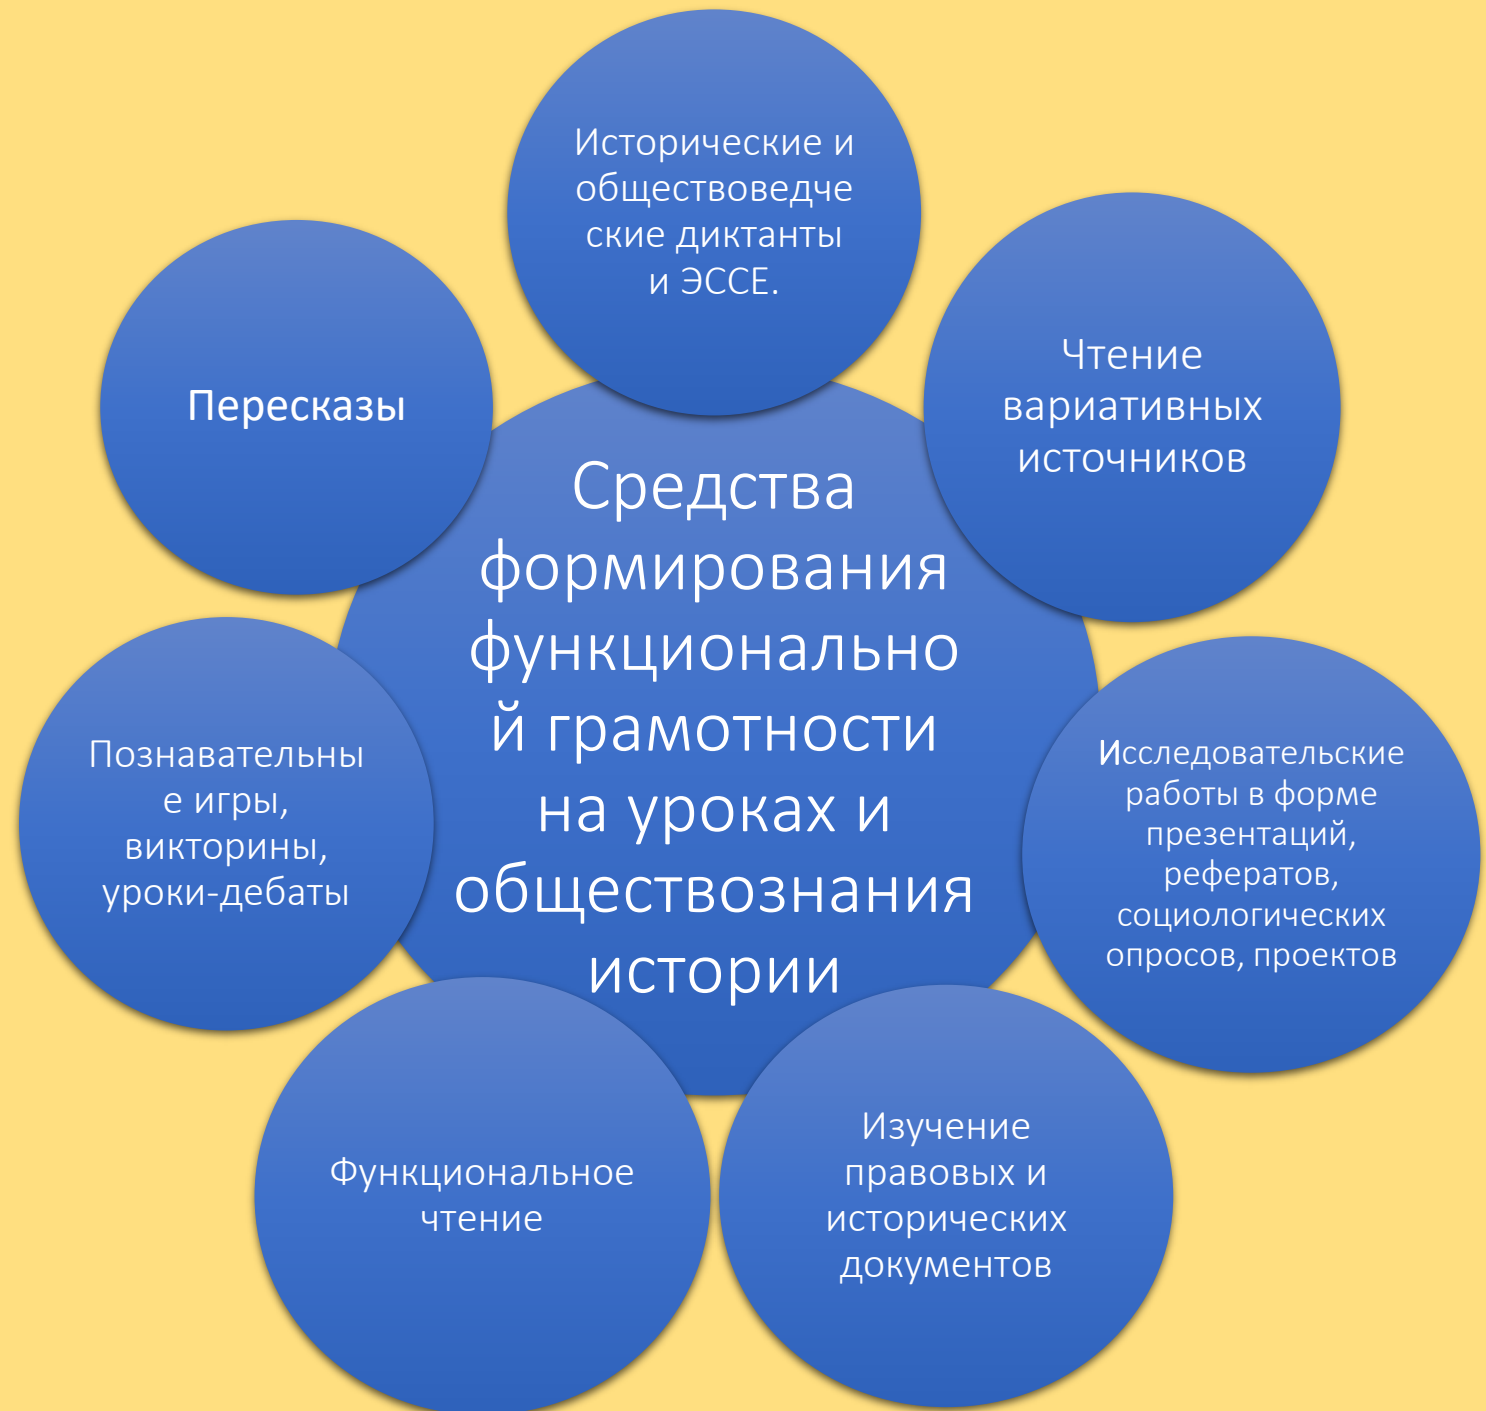 Исторические и
обществоведче
ские диктанты
и ЭССЕ.
Чтение
вариативных
источников
Исследовательские
работы в форме
презентаций,
рефератов,
социологических
опросов, проектов
Изучение
правовых и
исторических
документов
Функциональное
чтение
Познавательны
е игры,
викторины,
уроки-дебаты
Пересказы
Средства
формирования
функционально
й грамотности
на уроках и
обществознания
истории